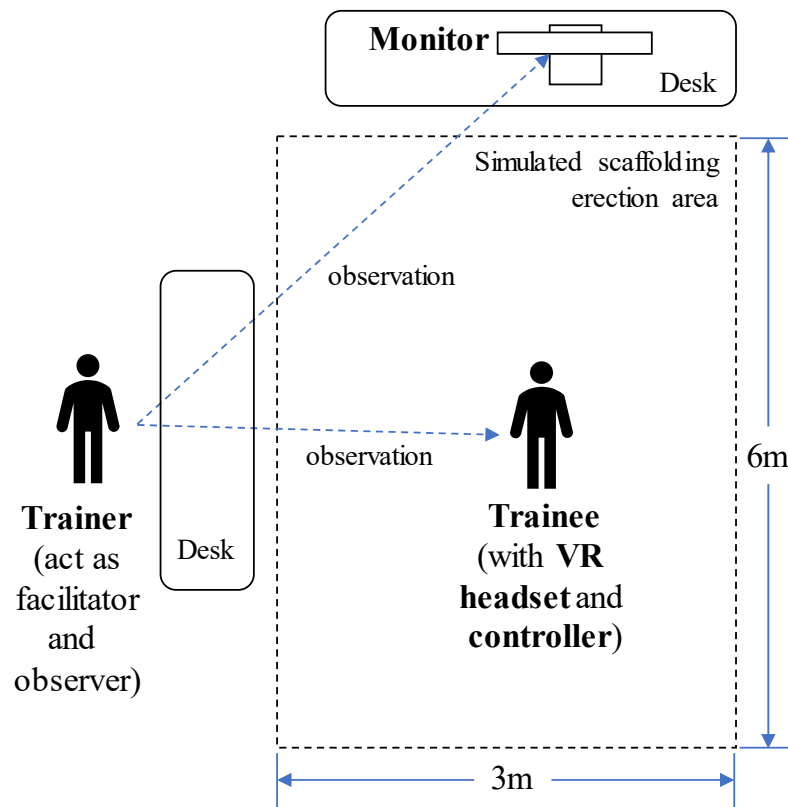 Monitor
Desk
Simulated scaffolding
erection area
observation
observation
6m
Trainer
(act as
facilitator
and
observer)
Desk
Trainee
(with VR
headset and
controller)
3m